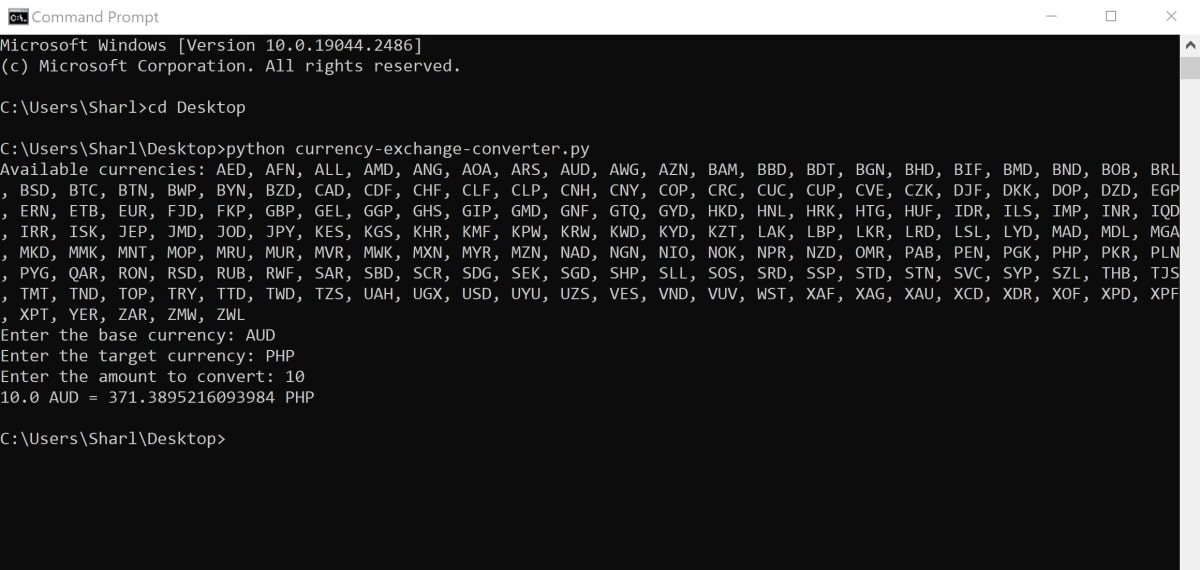 Command Prompt
Microsoft Windows [Version 10.0.19044.2486]
(c) Microsoft Corporation. All rights reserved.
C:\Users\Sharl>cd Desktop
C:\Users\Sharl\Desktop>python currency-exchange-converter.py
Available currencies: AED, AFN, ALL, AMD, ANG, AOA, ARS, AUD, AWG, AZN, BAM, BBD, BDT, BGN, BHD, BIF, BMD, BND, BOB, BRL
, BSD, BTC, BTN, BWP, BYN, BZD, CAD, CDF, CHF, CLF, CLP, CNH, CNY, COP, CRC, CUC, CUP, CVE, CZK, DJF, DKK, DOP, DZD, EGP
, ERN, ETB, EUR, FJD, FKP, GBP, GEL, GGP, GHS, GIP, GMD, GNF, GTQ, GYD, HKD, HNL, HRK, HTG, HUF, IDR, ILS, IMP, INR, IQD
, IRR, ISK, JEP, JMD, JOD, JPY, KES, KGS, KHR, KMF, KPW, KRW, KWD, KYD, KZT, LAK, LBP, LKR, LRD, LSL, LYD, MAD, MDL, MGA
, MKD, MMK, MNT, MOP, MRU, MUR, MVR, MWK, MXN, MYR, MZN, NAD, NGN, NIO, NOK, NPR, NZD, OMR, PAB, PEN, PGK, PHP, PKR, PLN
, PYG, QAR, RON, RSD, RUB, RWF, SAR, SBD, SCR, SDG, SEK, SGD, SHP, SLL, SOS, SRD, SSP, STD, STN, SVC, SYP, SZL, THB, TJS
, TMT, TND, TOP, TRY, TTD, TWD, TZS, UAH, UGX, USD, UYU, UZS, VES, VND, VUV, WST, XAF, XAG, XAU, XCD, XDR, XOF, XPD, XPF
, XPT, YER, ZAR, ZMW, ZWL
Enter the base currency: AUD
Enter the target currency: PHP
Enter the amount to convert: 10
10.0 AUD = 371.3895216093984 PHP
C:\Users\Sharl\Desktop>